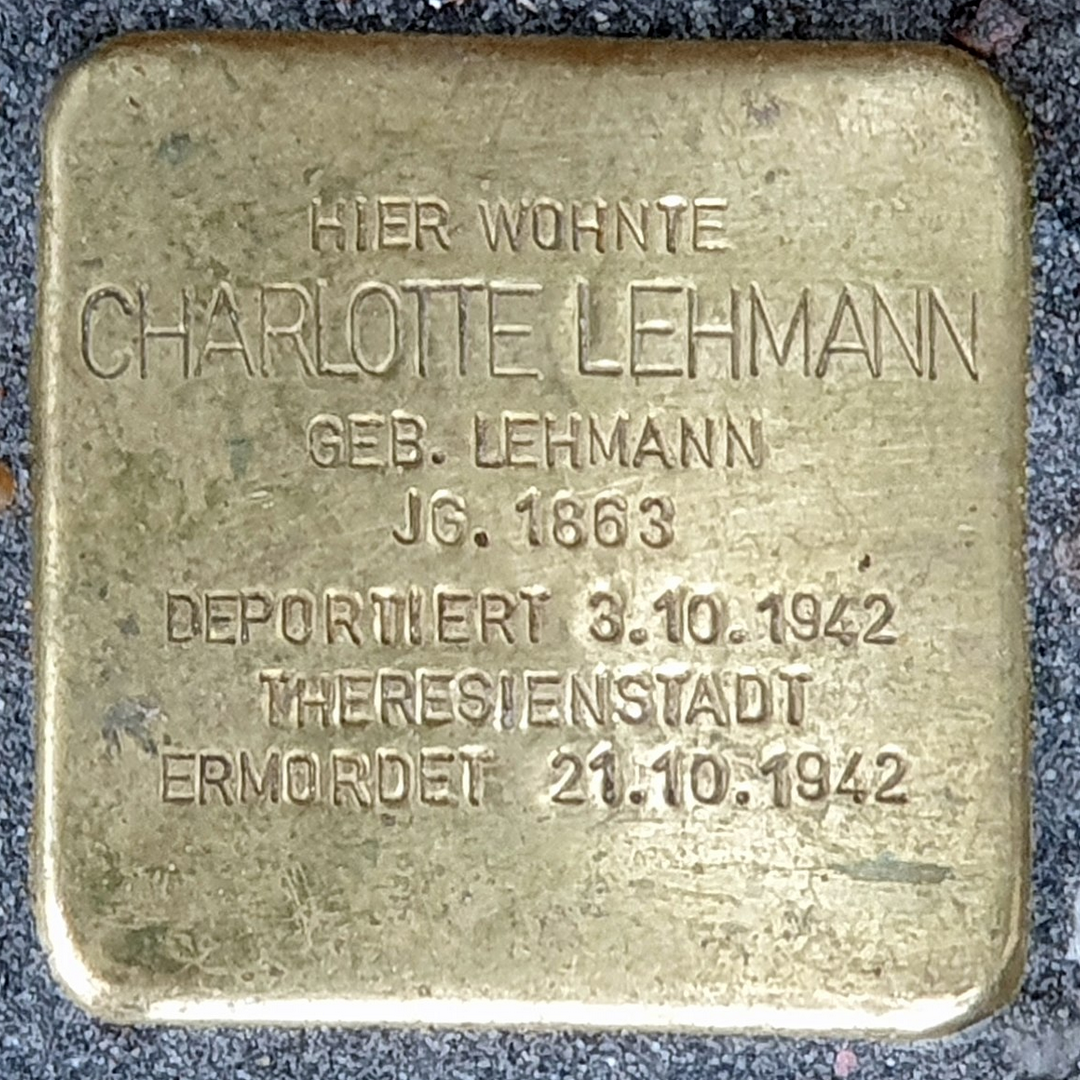 HIER WOHNTE
CHARLOTTE LEHMANN
GEB. LEHMANN
JG. 1863
DEPORTIERT 3.10.1942
THERESIENSTADT
ERMORDET 21.10.1942